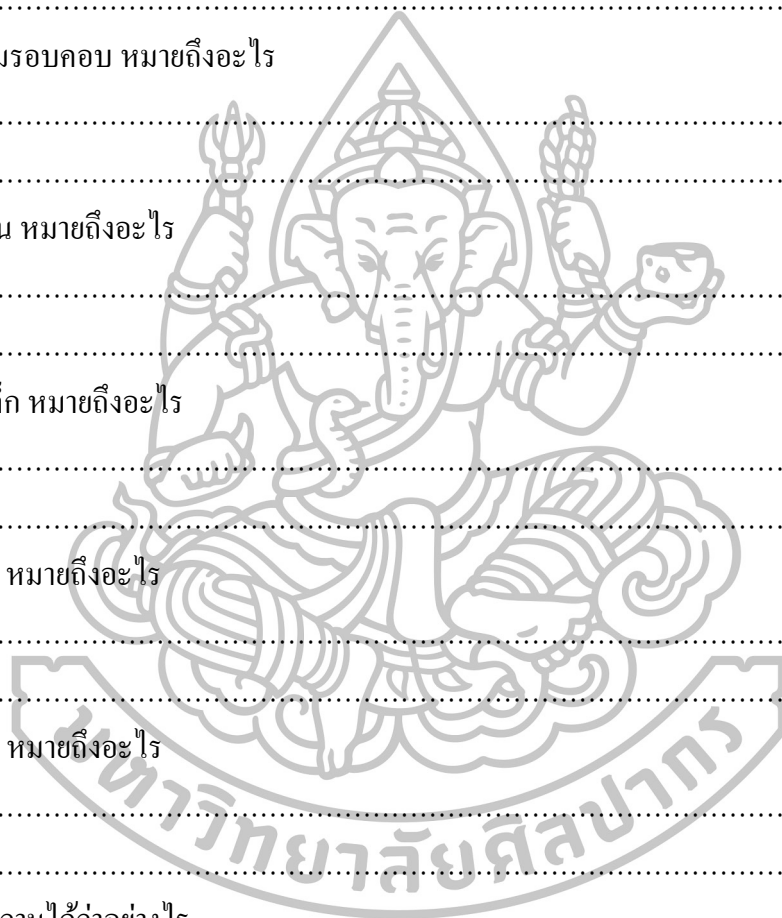 มรอบคอบ หมายถึงอะไร
น หมายถึงอะไร
ก หมายถึงอะไร
หมายถึงอะไร
หมายถึงอะไร
มหาวิทยาลัยศิลปากร